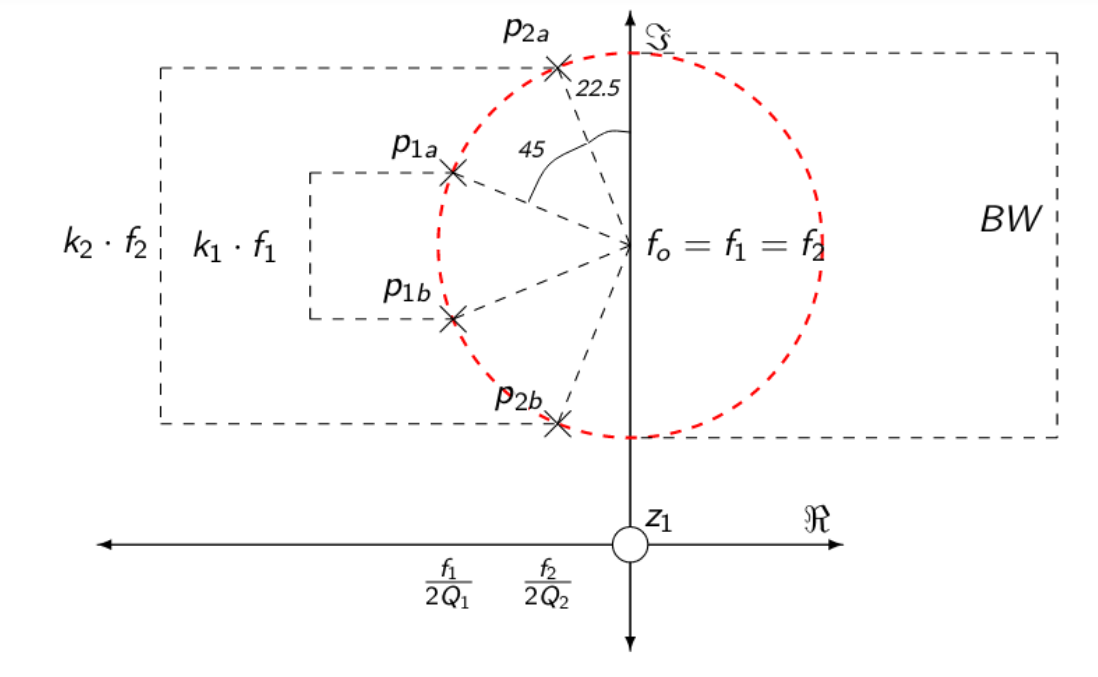 p₂ₐ
ℑ
22.5
p₁ₐ
45
k₂ · f₂
k₁ · f₁
fₒ = f₁ = f₂
BW
p₁b
p₂b
z₁
ℜ
f₁/2Q₁
f₂/2Q₂